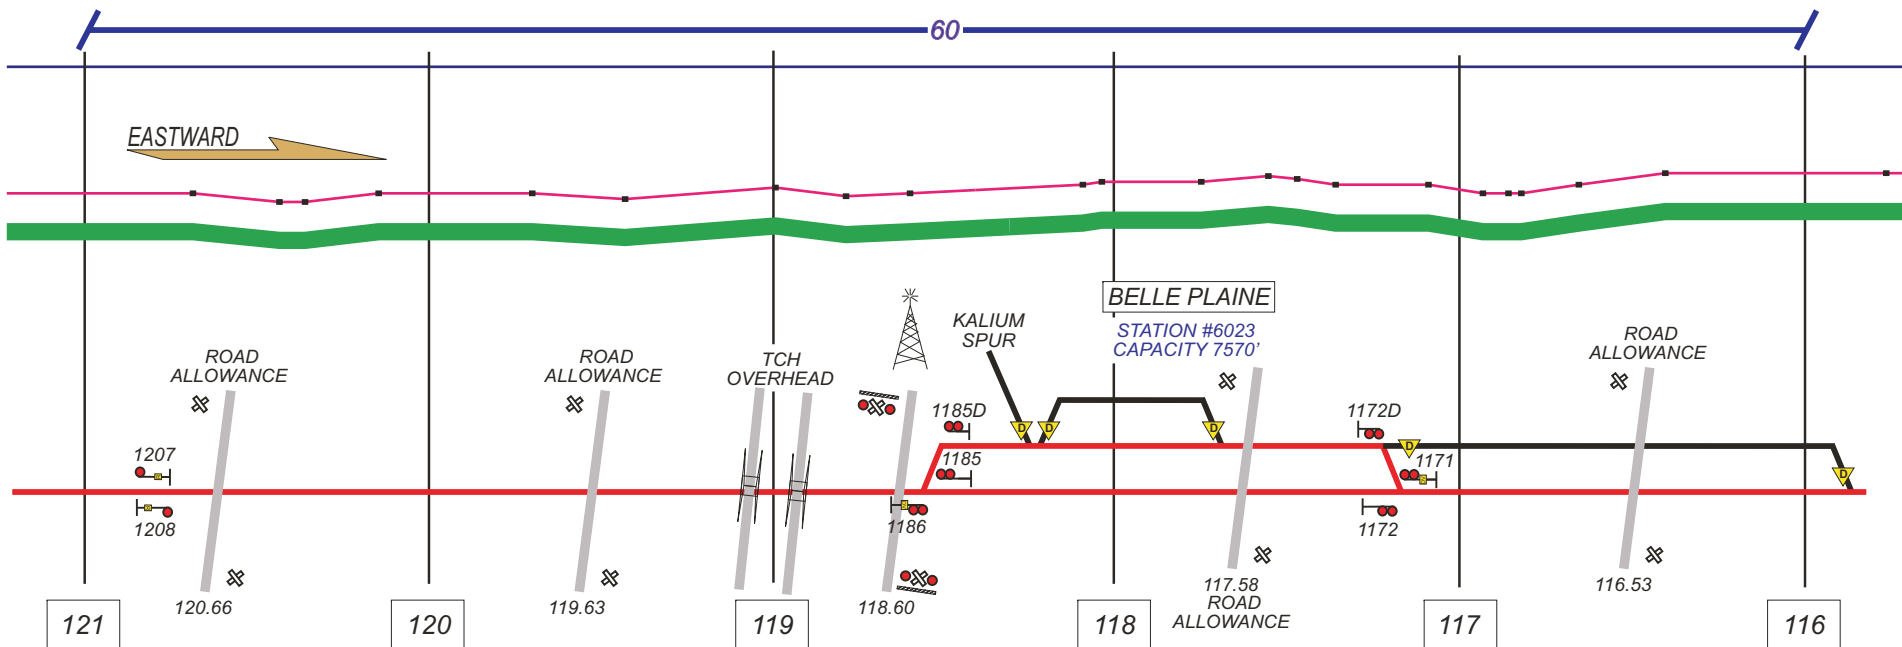 60
EASTWARD
BELLE PLAINE
STATION #6023
CAPACITY 7570'
KALIUM
SPUR
ROAD
ALLOWANCE
ROAD
ALLOWANCE
TCH
OVERHEAD
ROAD
ALLOWANCE
1185D
1172D
D
D
D
D
D
1207
1185
1171
1208
1186
1172
120.66
119.63
118.60
117.58
ROAD
ALLOWANCE
116.53
121
120
119
118
117
116